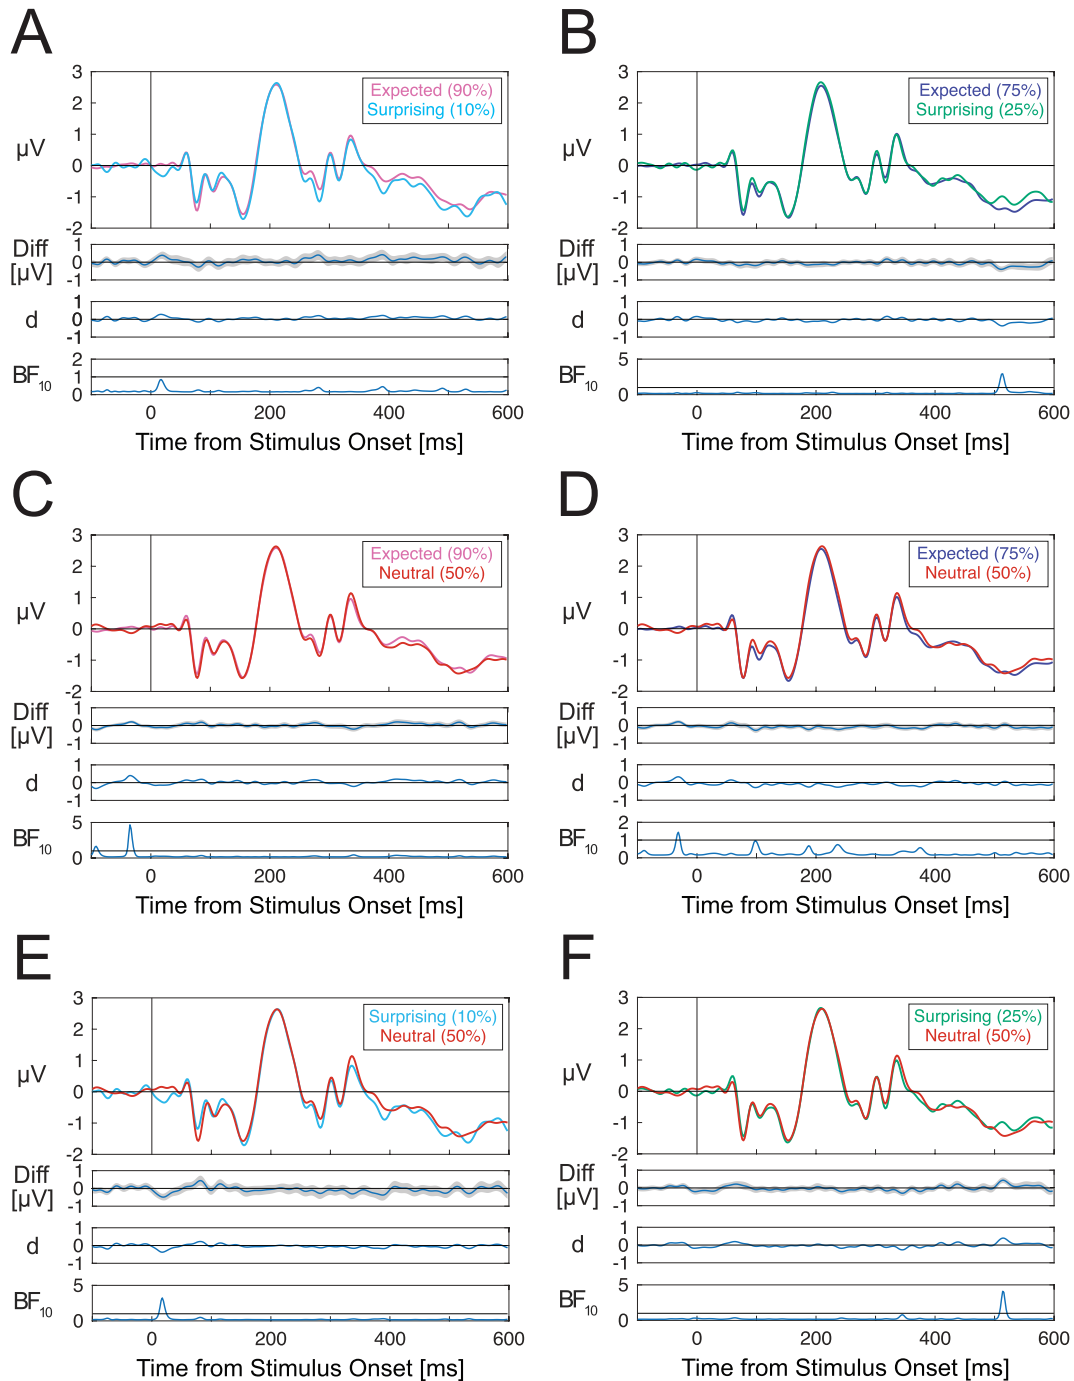 A
3
2
1
0
-1
-2
µV
Expected (90%)
Surprising (10%)
Diff
[µV]
1
0
-1
d
1
0
-1
BF10
2
1
0
0
200
400
600
Time from Stimulus Onset [ms]
B
3
2
1
0
-1
-2
µV
Expected (75%)
Surprising (25%)
Diff
[µV]
1
0
-1
d
1
0
-1
BF10
5
0
0
200
400
600
Time from Stimulus Onset [ms]
C
3
2
1
0
-1
-2
µV
Expected (90%)
Neutral (50%)
Diff
[µV]
1
0
-1
d
1
0
-1
BF10
5
0
0
200
400
600
Time from Stimulus Onset [ms]
D
3
2
1
0
-1
-2
µV
Expected (75%)
Neutral (50%)
Diff
[µV]
1
0
-1
d
1
0
-1
BF10
2
1
0
0
200
400
600
Time from Stimulus Onset [ms]
E
3
2
1
0
-1
-2
µV
Surprising (10%)
Neutral (50%)
Diff
[µV]
1
0
-1
d
1
0
-1
BF10
5
0
0
200
400
600
Time from Stimulus Onset [ms]
F
3
2
1
0
-1
-2
µV
Surprising (25%)
Neutral (50%)
Diff
[µV]
1
0
-1
d
1
0
-1
BF10
5
0
0
200
400
600
Time from Stimulus Onset [ms]